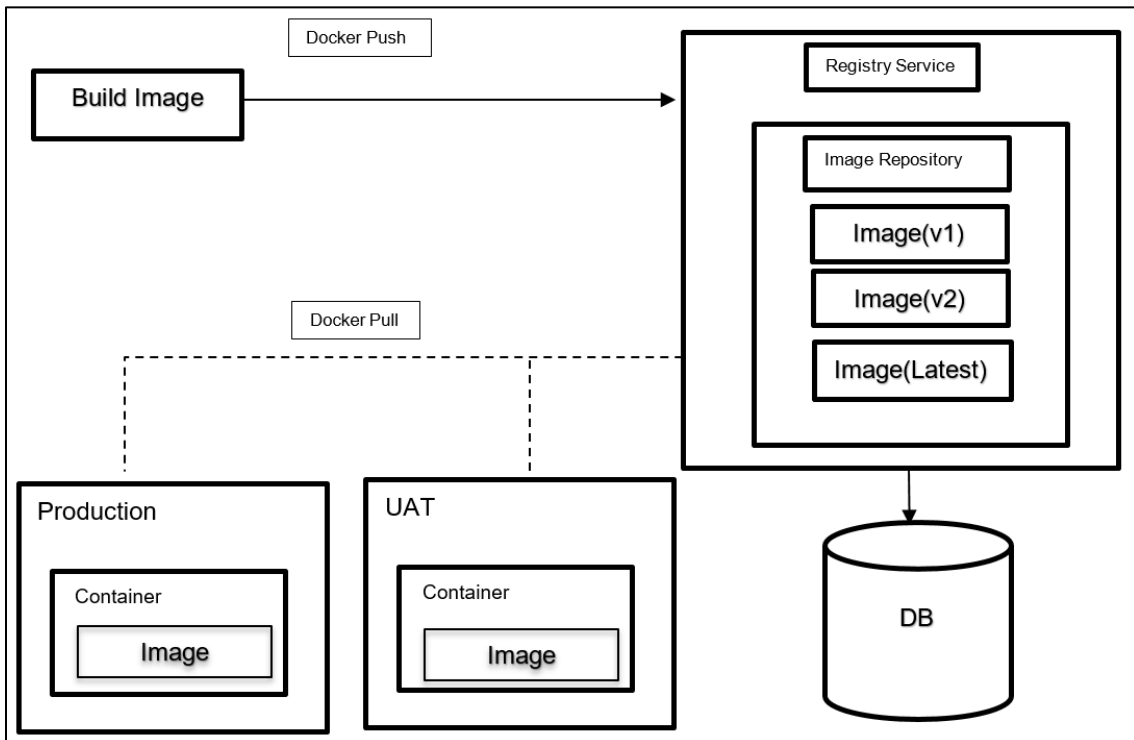 Docker Push
Build Image
Registry Service
Image Repository
Image(v1)
Image(v2)
Image(Latest)
Docker Pull
Production
Container
Image
UAT
Container
Image
DB